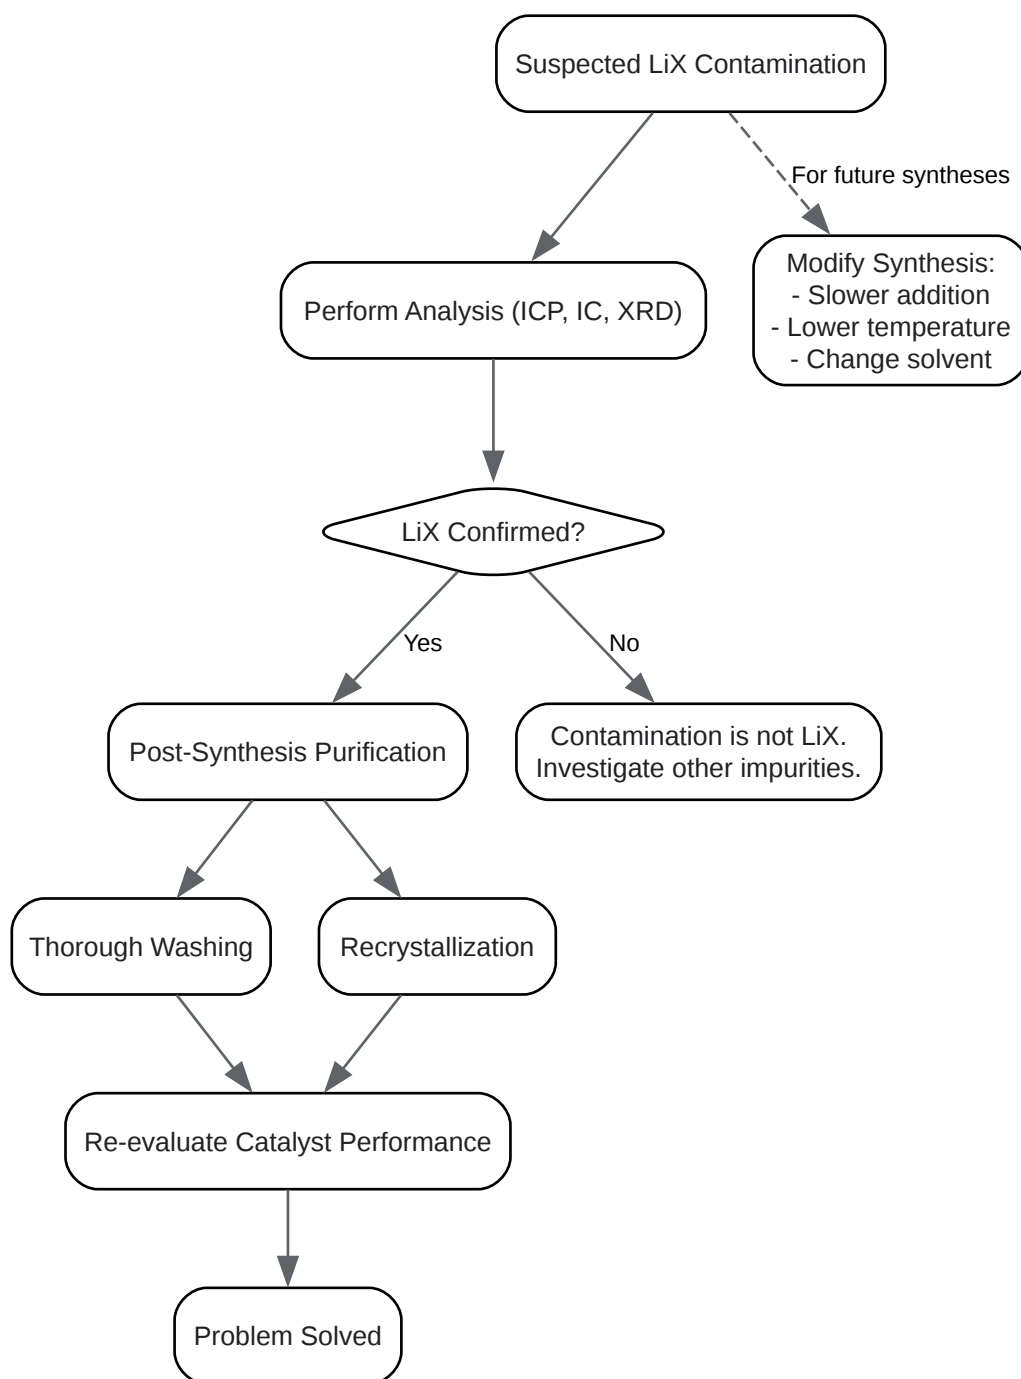 Suspected LiX Contamination
For future syntheses
Modify Synthesis:
- Slower addition
- Lower temperature
- Change solvent
Perform Analysis (ICP, IC, XRD)
LiX Confirmed?
Yes
No
Post-Synthesis Purification
Contamination is not LiX.
Investigate other impurities.
Thorough Washing
Recrystallization
Re-evaluate Catalyst Performance
Problem Solved